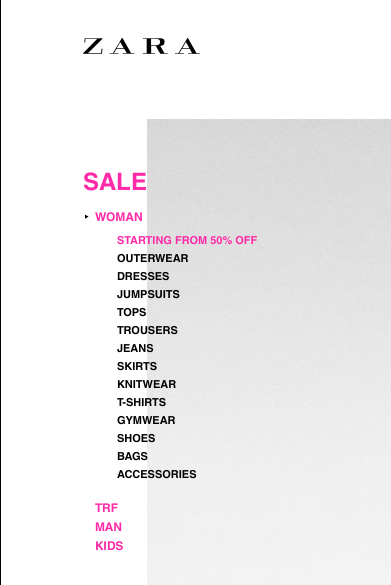 ZARA
SALE
WOMAN
STARTING FROM 50% OFF
OUTERWEAR
DRESSES
JUMPSUITS
TOPS
TROUSERS
JEANS
SKIRTS
KNITWEAR
T-SHIRTS
GYMWEAR
SHOES
BAGS
ACCESSORIES
TRF
MAN
KIDS